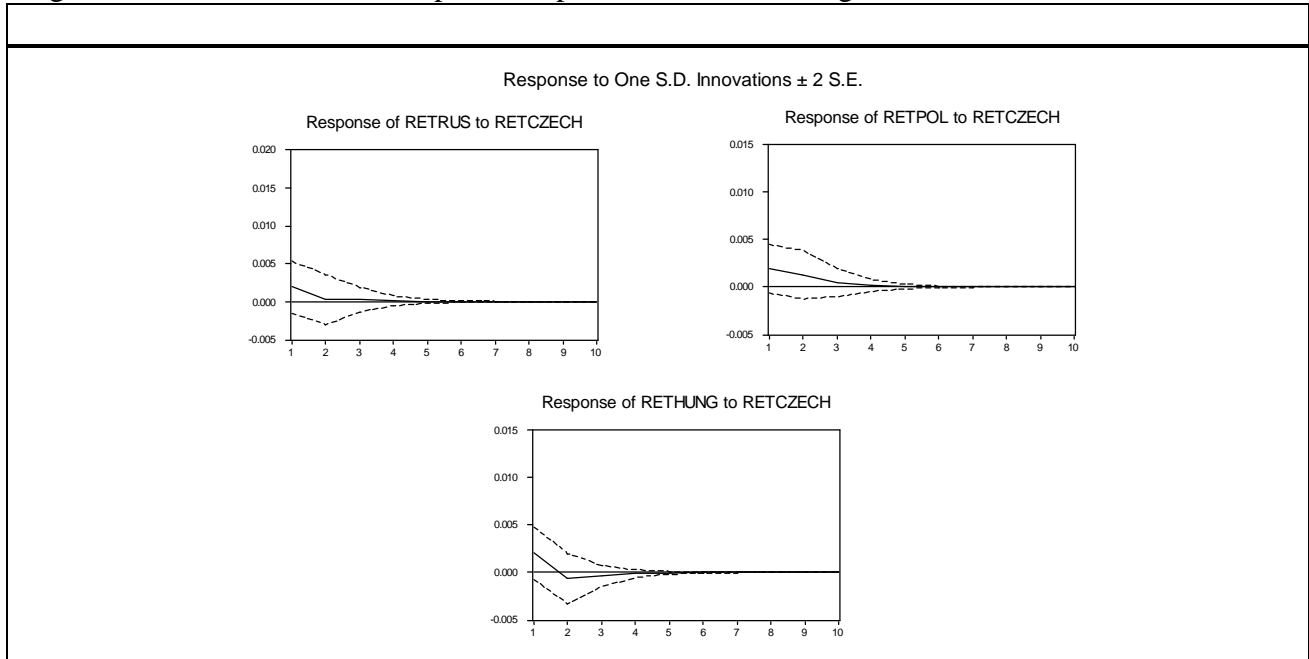 Response to One S.D. Innovations ± 2 S.E.
Response of RETRUS to RETCZECH
0.020
0.015
0.010
0.005
0.000
-0.005
1 2 3 4 5 6 7 8 9 10
Response of RETPOL to RETCZECH
0.015
0.010
0.005
0.000
-0.005
1 2 3 4 5 6 7 8 9 10
Response of RETHUNG to RETCZECH
0.015
0.010
0.005
0.000
-0.005
1 2 3 4 5 6 7 8 9 10